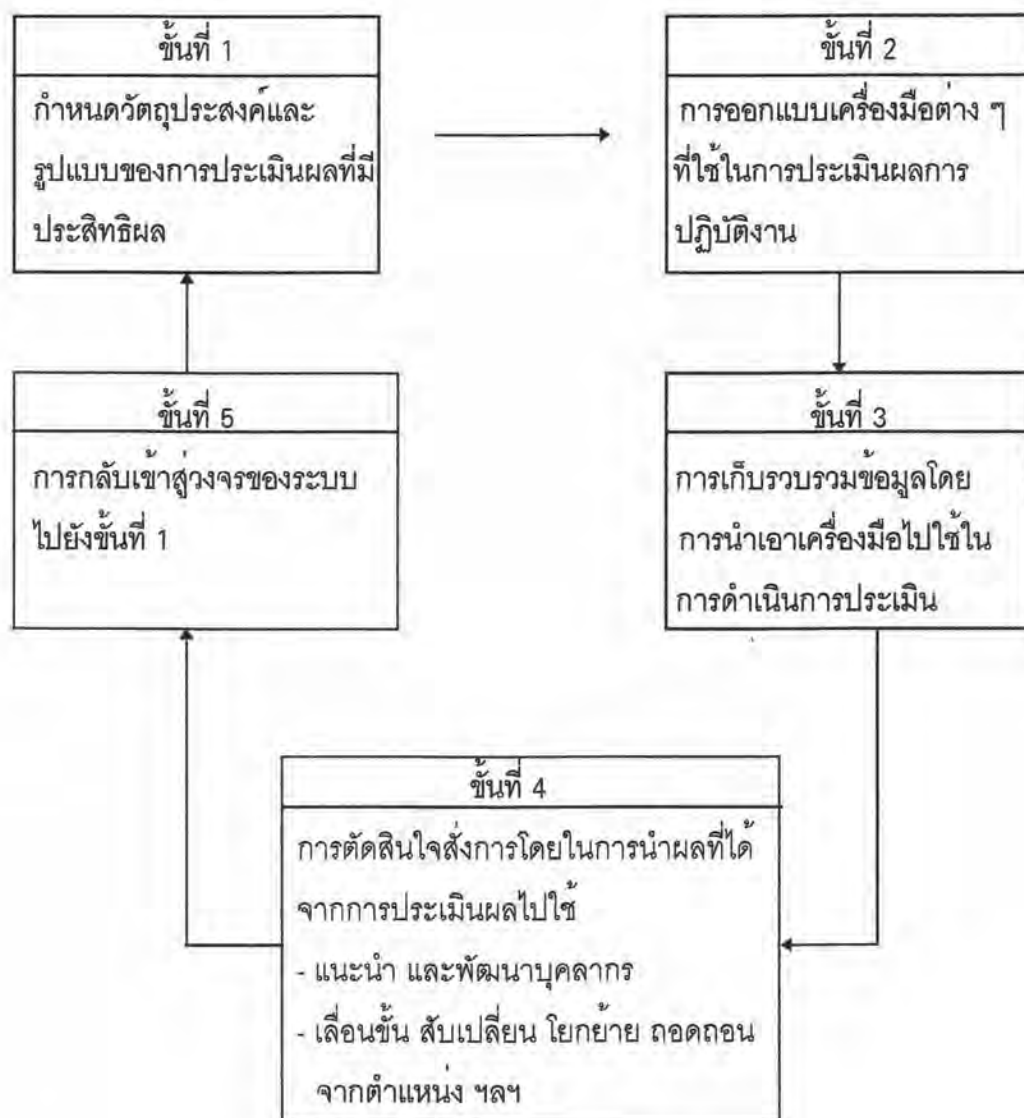 ขั้นที่ 1
กำหนดวัตถุประสงค์และ
รูปแบบของการประเมินผลที่มี
ประสิทธิผล
ขั้นที่ 2
การออกแบบเครื่องมือต่าง ๆ
ที่ใช้ในการประเมินผลการ
ปฏิบัติงาน
ขั้นที่ 3
การเก็บรวบรวมข้อมูลโดย
การนำเอาเครื่องมือไปใช้ใน
การดำเนินการประเมิน
ขั้นที่ 4
การตัดสินใจสั่งการโดยในการนำผลที่ได้
จากการประเมินผลไปใช้
- แนะนำ และพัฒนาบุคลากร
- เลื่อนขั้น สับเปลี่ยน โยกย้าย ถอดถอน
จากตำแหน่ง ฯลฯ
ขั้นที่ 5
การกลับเข้าสู่วงจรของระบบ
ไปยังขั้นที่ 1